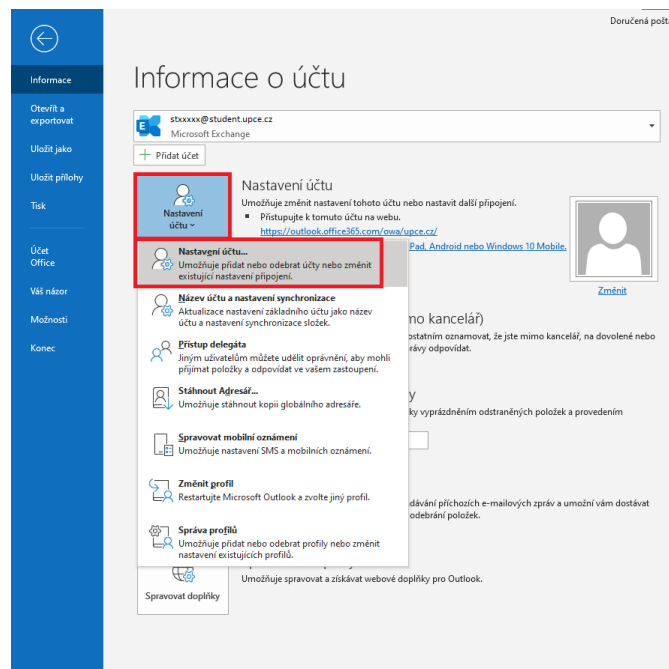 Doručená pošt
Informace
Otevřít a
exportovat
Uložit jako
Uložit přílohy
Tisk
Účet
Office
Váš názor
Možnosti
Konec
Informace o účtu
stxxxxx@student.upce.cz
Microsoft Exchange
Přidat účet
Nastavení
účtu
Nastavení účtu
Umožňuje změnit nastavení tohoto účtu nebo nastavit další připojení.
Přistupujte k tomuto účtu na webu.
https://outlook.office365.com/owa/upce.cz/
Pad, Android nebo Windows 10 Mobile.
Změnit
Nastavení účtu...
Umožňuje přidat nebo odebrat účty nebo změnit
existující nastavení připojení.
Název účtu a nastavení synchronizace
Aktualizace nastavení základního účtu jako název
účtu a nastavení synchronizace složek.
Přístup delegáta
Jiným uživatelům můžete udělit oprávnění, aby mohli
přijímat položky a odpovídat ve vašem zastoupení.
Stáhnout Adresář...
Umožňuje stáhnout kopii globálního adresáře.
Spravovat mobilní oznámení
Umožňuje nastavení SMS a mobilních oznámení.
Změnit profil
Restartujte Microsoft Outlook a zvolte jiný profil.
Správa profilů
Umožňuje přidat nebo odebrat profily nebo změnit
nastavení existujících profilů.
mo kancelář)
ostatním oznamovat, že jste mimo kancelář, na dovolené nebo
rávy odpovídat.
y
ky vyprázdněním odstraněných položek a provedením
dávání příchozích e-mailových zpráv a umožní vám dostávat
odebrání položek.
Umožňuje spravovat a získávat webové doplňky pro Outlook.
Spravovat doplňky